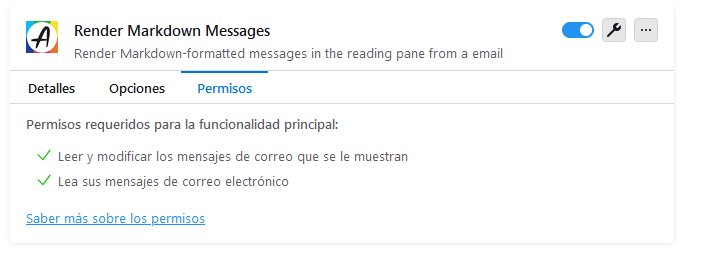 Render Markdown Messages
Render Markdown-formatted messages in the reading pane from a email
Detalles Opciones Permisos
Permisos requeridos para la funcionalidad principal:
Leer y modificar los mensajes de correo que se le muestran
Lea sus mensajes de correo electrónico
Saber más sobre los permisos